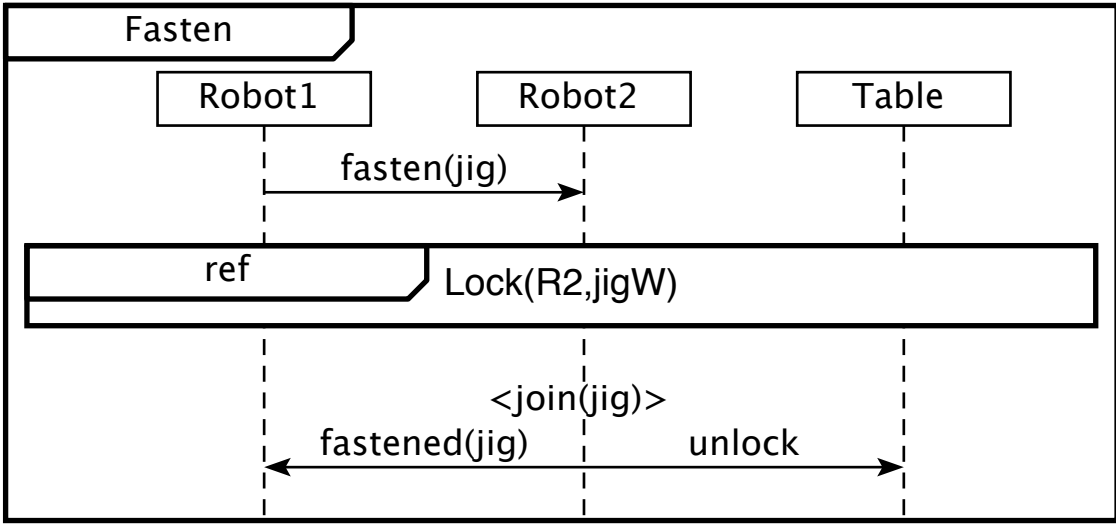 Fasten
Robot1 Robot2 Table
fasten(jig)
ref Lock(R2,jigW)
<join(jig)>
fastened(jig) unlock